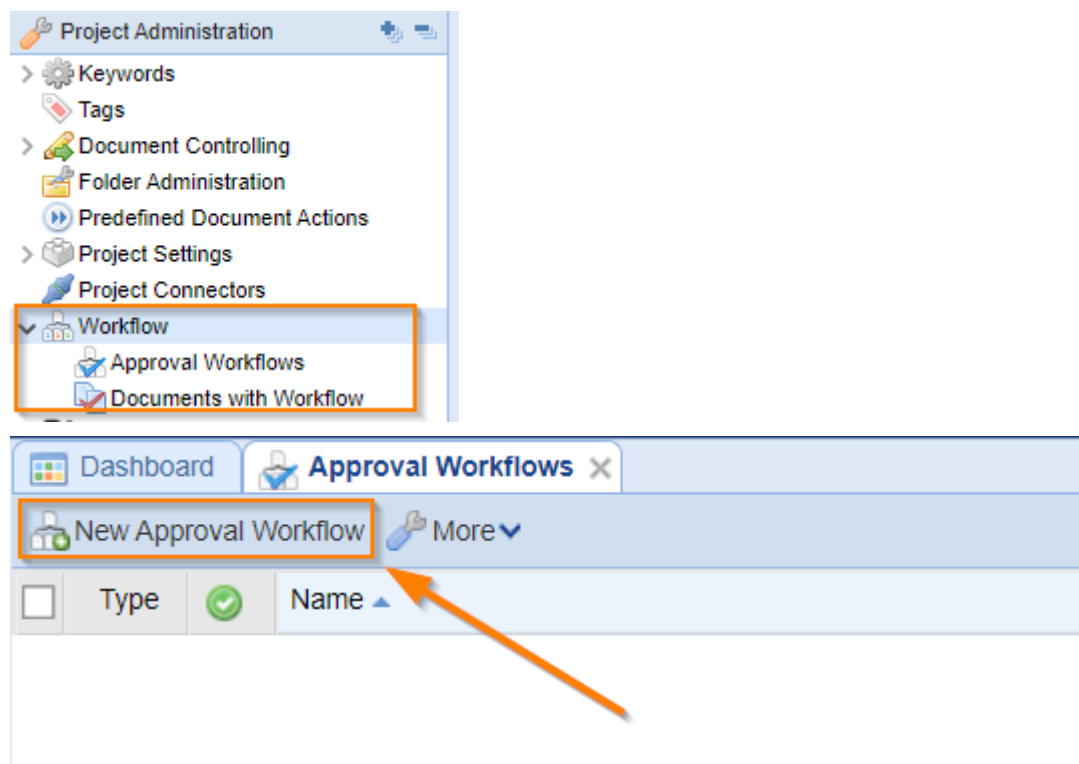 Project Administration
Keywords
Tags
Document Controlling
Folder Administration
Predefined Document Actions
Project Settings
Project Connectors
Workflow
Approval Workflows
Documents with Workflow
Dashboard Approval Workflows
New Approval Workflow More
Type Name